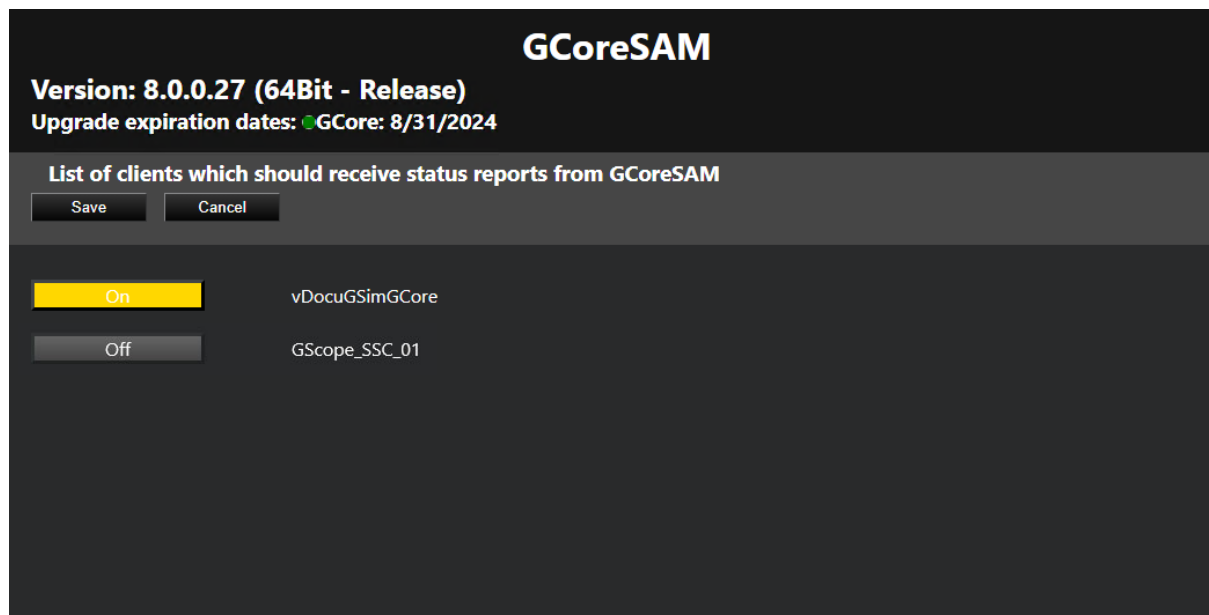 GCoreSAM
Version: 8.0.0.27 (64Bit - Release)
Upgrade expiration dates: GCore: 8/31/2024
List of clients which should receive status reports from GCoreSAM
Save Cancel
On vDocuGSimGCore
Off GScope_SSC_01